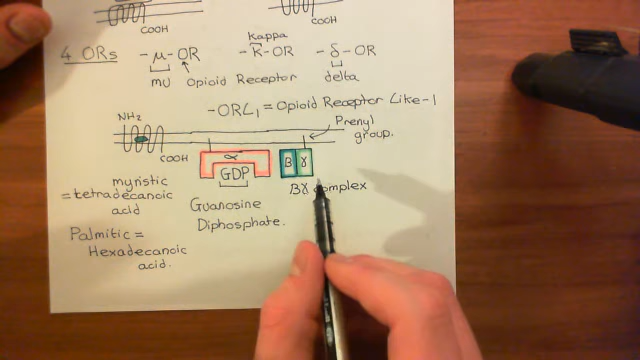 COOH
COOH
4 ORs
-μ-OR
kappa
-K-OR
-δ-OR
mu Opioid Receptor
delta
-ORL₁ = Opioid Receptor Like-1
NH₂
Prenyl
group.
COOH
α
GDP
β γ
myristic
= tetradecanoic
acid
Guanosine
Diphosphate.
βγ complex
Palmitic =
Hexadecanoic
acid.